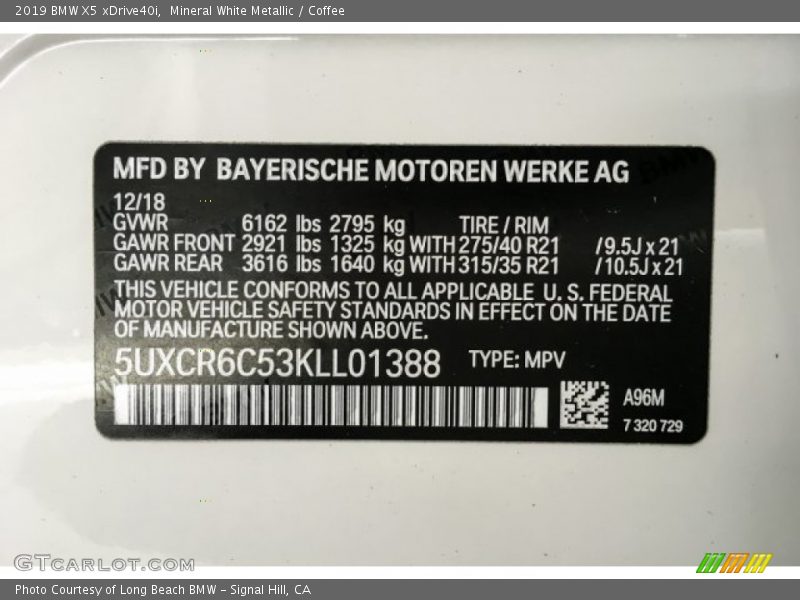 2019 BMW X5 xDrive40i, Mineral White Metallic / Coffee
MFD BY BAYERISCHE MOTOREN WERKE AG
12/18
GVWR 6162 lbs 2795 kg TIRE / RIM
GAWR FRONT 2921 lbs 1325 kg WITH 275/40 R21 /9.5J x 21
GAWR REAR 3616 lbs 1640 kg WITH 315/35 R21 /10.5J x 21
THIS VEHICLE CONFORMS TO ALL APPLICABLE U. S. FEDERAL
MOTOR VEHICLE SAFETY STANDARDS IN EFFECT ON THE DATE
OF MANUFACTURE SHOWN ABOVE.
5UXCR6C53KLL01388 TYPE: MPV
A96M
7 320 729
GTCARLOT.COM
Photo Courtesy of Long Beach BMW – Signal Hill, CA